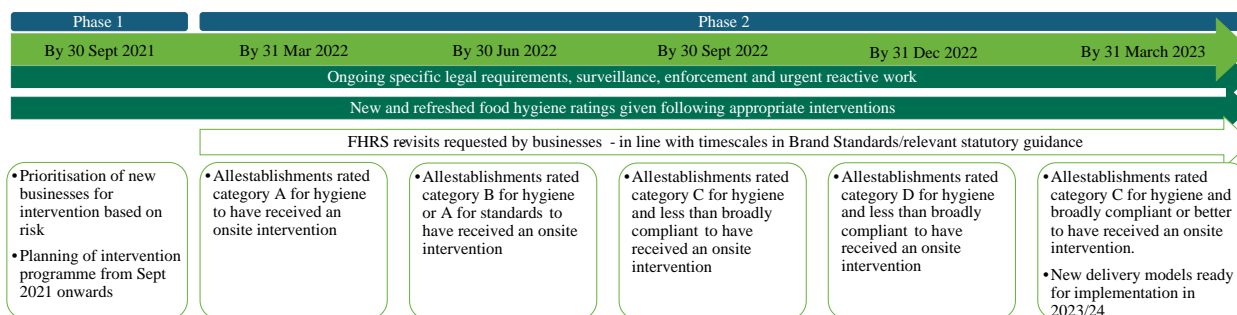 Phase 1
Phase 2
By 30 Sept 2021
By 31 Mar 2022
By 30 Jun 2022
By 30 Sept 2022
By 31 Dec 2022
By 31 March 2023
Ongoing specific legal requirements, surveillance, enforcement and urgent reactive work
New and refreshed food hygiene ratings given following appropriate interventions
FHRS revisits requested by businesses - in line with timescales in Brand Standards/relevant statutory guidance
•Prioritisation of new
businesses for
intervention based on
risk
•Planning of intervention
programme from Sept
2021 onwards
•Allestablishments rated
category A for hygiene
to have received an
onsite intervention
•Allestablishments rated
category B for hygiene
or A for standards to
have received an onsite
intervention
•Allestablishments rated
category C for hygiene
and less than broadly
compliant to have
received an onsite
intervention
•Allestablishments rated
category D for hygiene
and less than broadly
compliant to have
received an onsite
intervention
•Allestablishments rated
category C for hygiene and
broadly compliant or better
to have received an onsite
intervention.
•New delivery models ready
for implementation in
2023/24